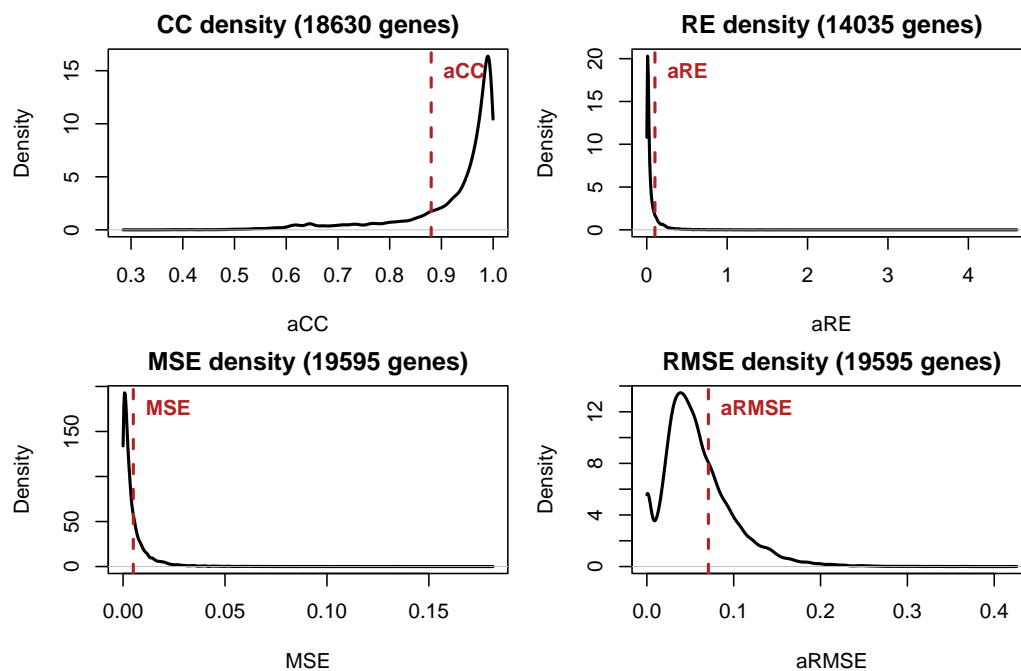 CC density (18630 genes)
Density
0
5
10
15
aCC
0.3
0.4
0.5
0.6
0.7
0.8
0.9
1.0
aCC
RE density (14035 genes)
Density
0
5
10
15
20
aRE
0
1
2
3
4
aRE
MSE density (19595 genes)
Density
0
50
150
MSE
0.00
0.05
0.10
0.15
MSE
RMSE density (19595 genes)
Density
0
4
8
12
aRMSE
0.0
0.1
0.2
0.3
0.4
aRMSE